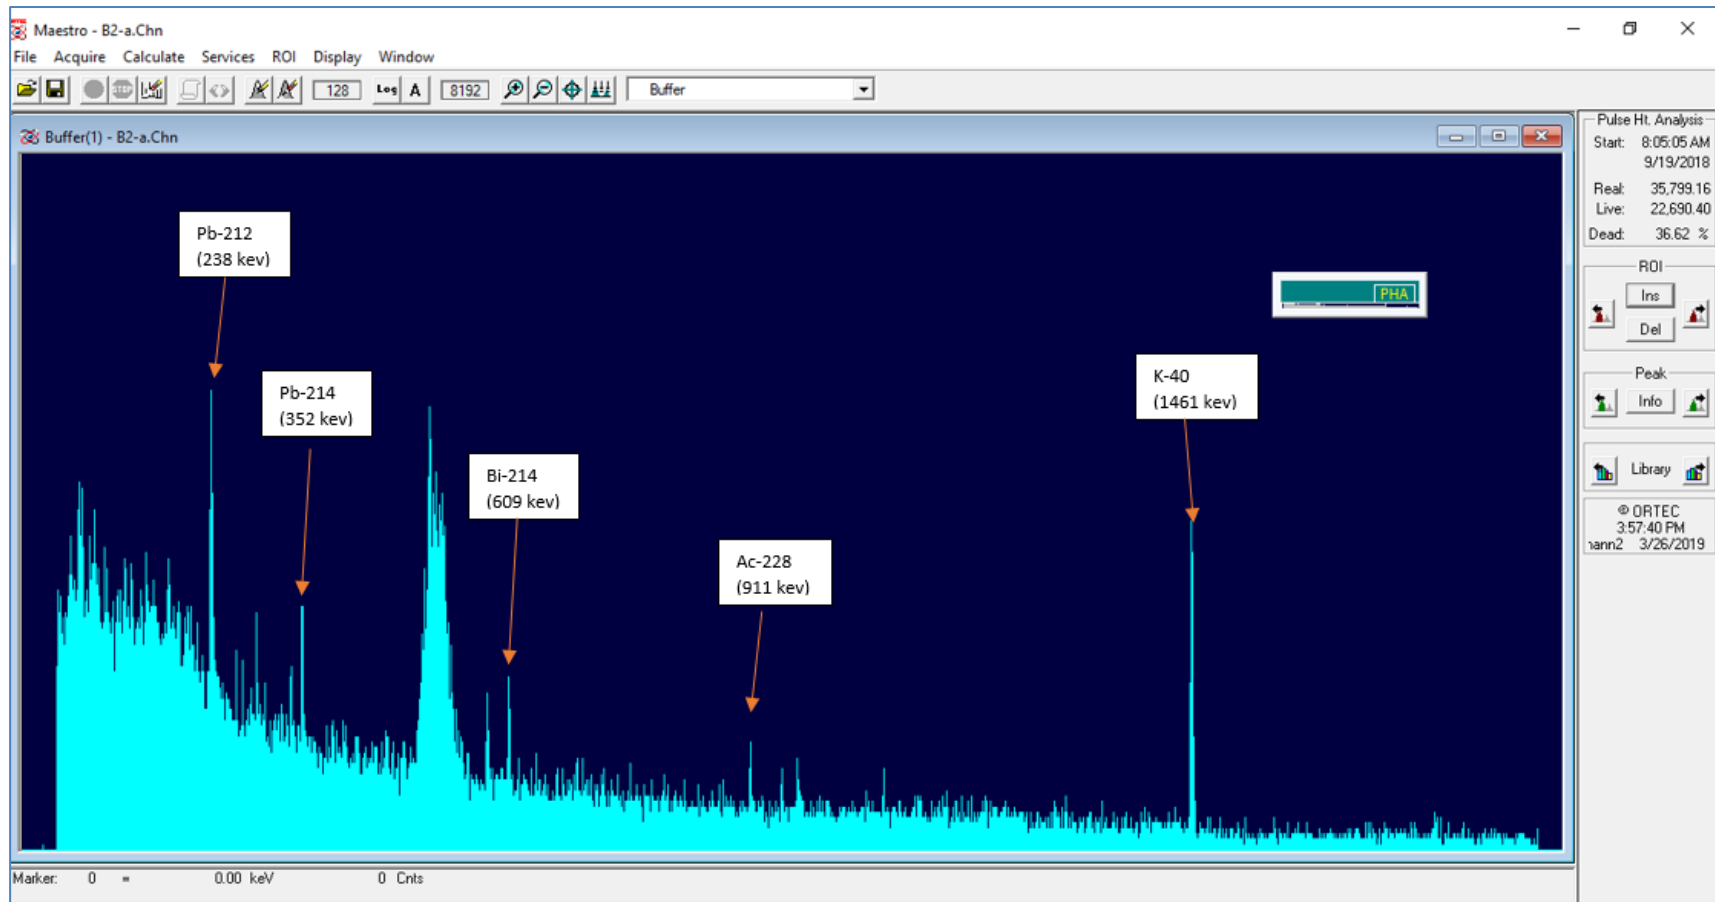 Maestro - B2-a.Chn
File Acquire Calculate Services ROI Display Window
128 Log A 8192 Buffer
Buffer(1) - B2-a.Chn
Pulse Ht. Analysis
Start: 8:05:05 AM
9/19/2018
Real: 35,799.16
Live: 22,690.40
Dead: 36.62 %
ROI
Ins
Del
Peak
Info
Library
© ORTEC
3:57:40 PM
3/26/2019
Pb-212
(238 kev)
Pb-214
(352 kev)
Bi-214
(609 kev)
Ac-228
(911 kev)
K-40
(1461 kev)
PHA
Marker: 0 = 0.00 keV 0 Cnts